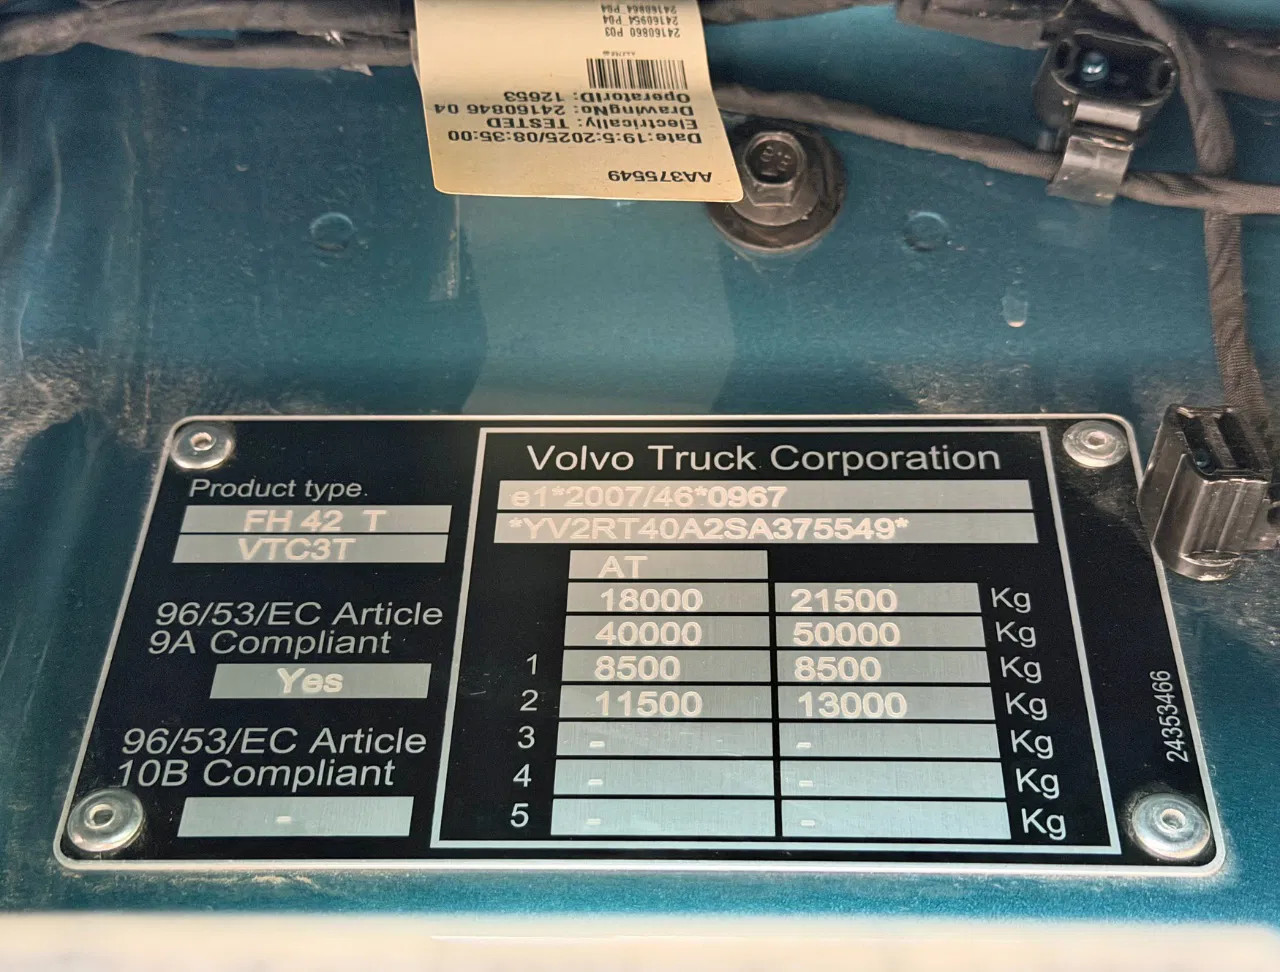 24160864 P04
24160954 P04
24160860 P03
OperatorID: 12653
DrawingNo: 24160846 04
Electrically: TESTED
Date:19:5:2025/08:35:00
AA375549
Volvo Truck Corporation
Product type.
FH 42 T
VTC3T
e1*2007/46*0967
*YV2RT40A2SA375549*
AT
18000 21500 Kg
40000 50000 Kg
1 8500 8500 Kg
2 11500 13000 Kg
3 - - Kg
4 - - Kg
5 - - Kg
96/53/EC Article
9A Compliant
Yes
96/53/EC Article
10B Compliant
-
24353466